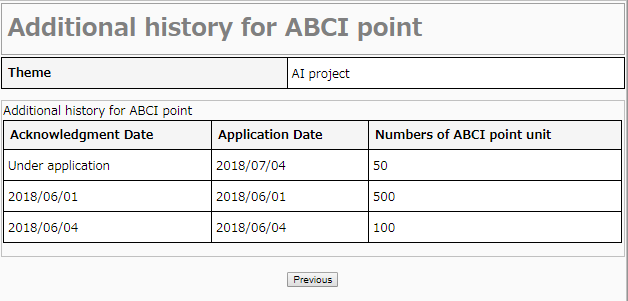 Additional history for ABCI point
Theme AI project
Additional history for ABCI point
Acknowledgment Date Application Date Numbers of ABCI point unit
Under application 2018/07/04 50
2018/06/01 2018/06/01 500
2018/06/04 2018/06/04 100
Previous